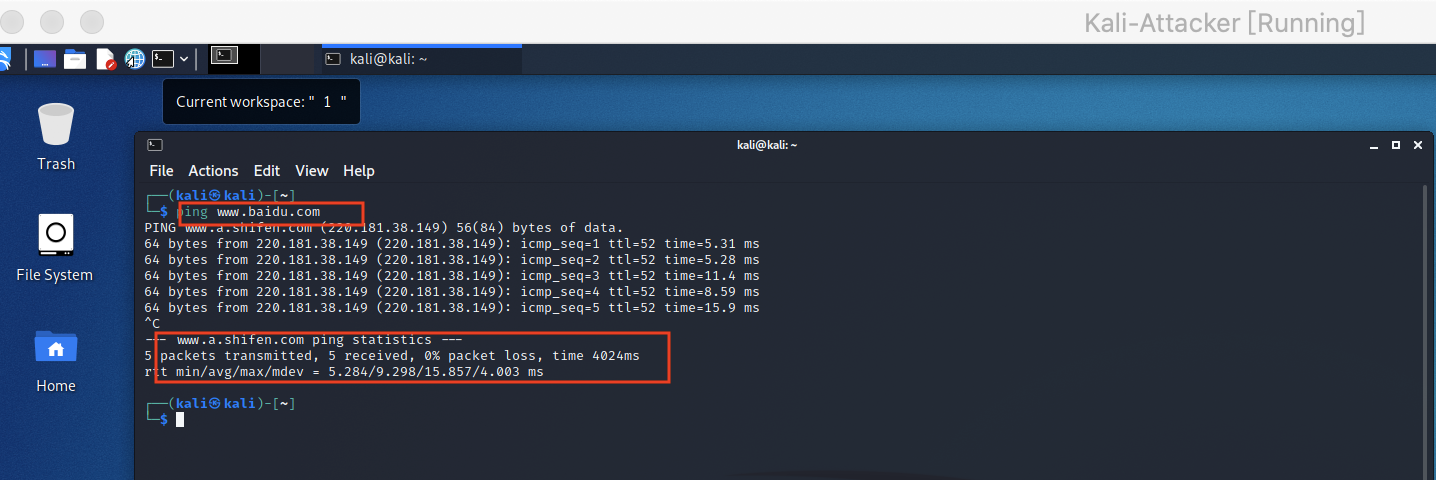 Kali-Attacker [Running]
kali@kali: ~
Current workspace: " 1 "
Trash
File System
Home
kali@kali: ~
File Actions Edit View Help
┌──(kali㉿kali)-[~]
└─$ ping www.baidu.com
PING www.a.shifen.com (220.181.38.149) 56(84) bytes of data.
64 bytes from 220.181.38.149 (220.181.38.149): icmp_seq=1 ttl=52 time=5.31 ms
64 bytes from 220.181.38.149 (220.181.38.149): icmp_seq=2 ttl=52 time=5.28 ms
64 bytes from 220.181.38.149 (220.181.38.149): icmp_seq=3 ttl=52 time=11.4 ms
64 bytes from 220.181.38.149 (220.181.38.149): icmp_seq=4 ttl=52 time=8.59 ms
64 bytes from 220.181.38.149 (220.181.38.149): icmp_seq=5 ttl=52 time=15.9 ms
^C
--- www.a.shifen.com ping statistics ---
5 packets transmitted, 5 received, 0% packet loss, time 4024ms
rtt min/avg/max/mdev = 5.284/9.298/15.857/4.003 ms
┌──(kali㉿kali)-[~]
└─$